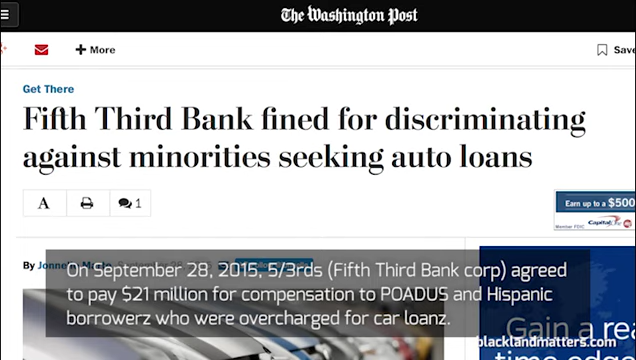 The Washington Post
More
Save
Get There
Fifth Third Bank fined for discriminating
against minorities seeking auto loans
A
1
Earn up to a $500
Member FDIC Capital One
By
On September 28, 2015, 5/3rds (Fifth Third Bank corp) agreed
to pay $21 million for compensation to POADUS and Hispanic
borrowerz who were overcharged for car loanz.
Gain a rea
blacklandmatters.com
time edge